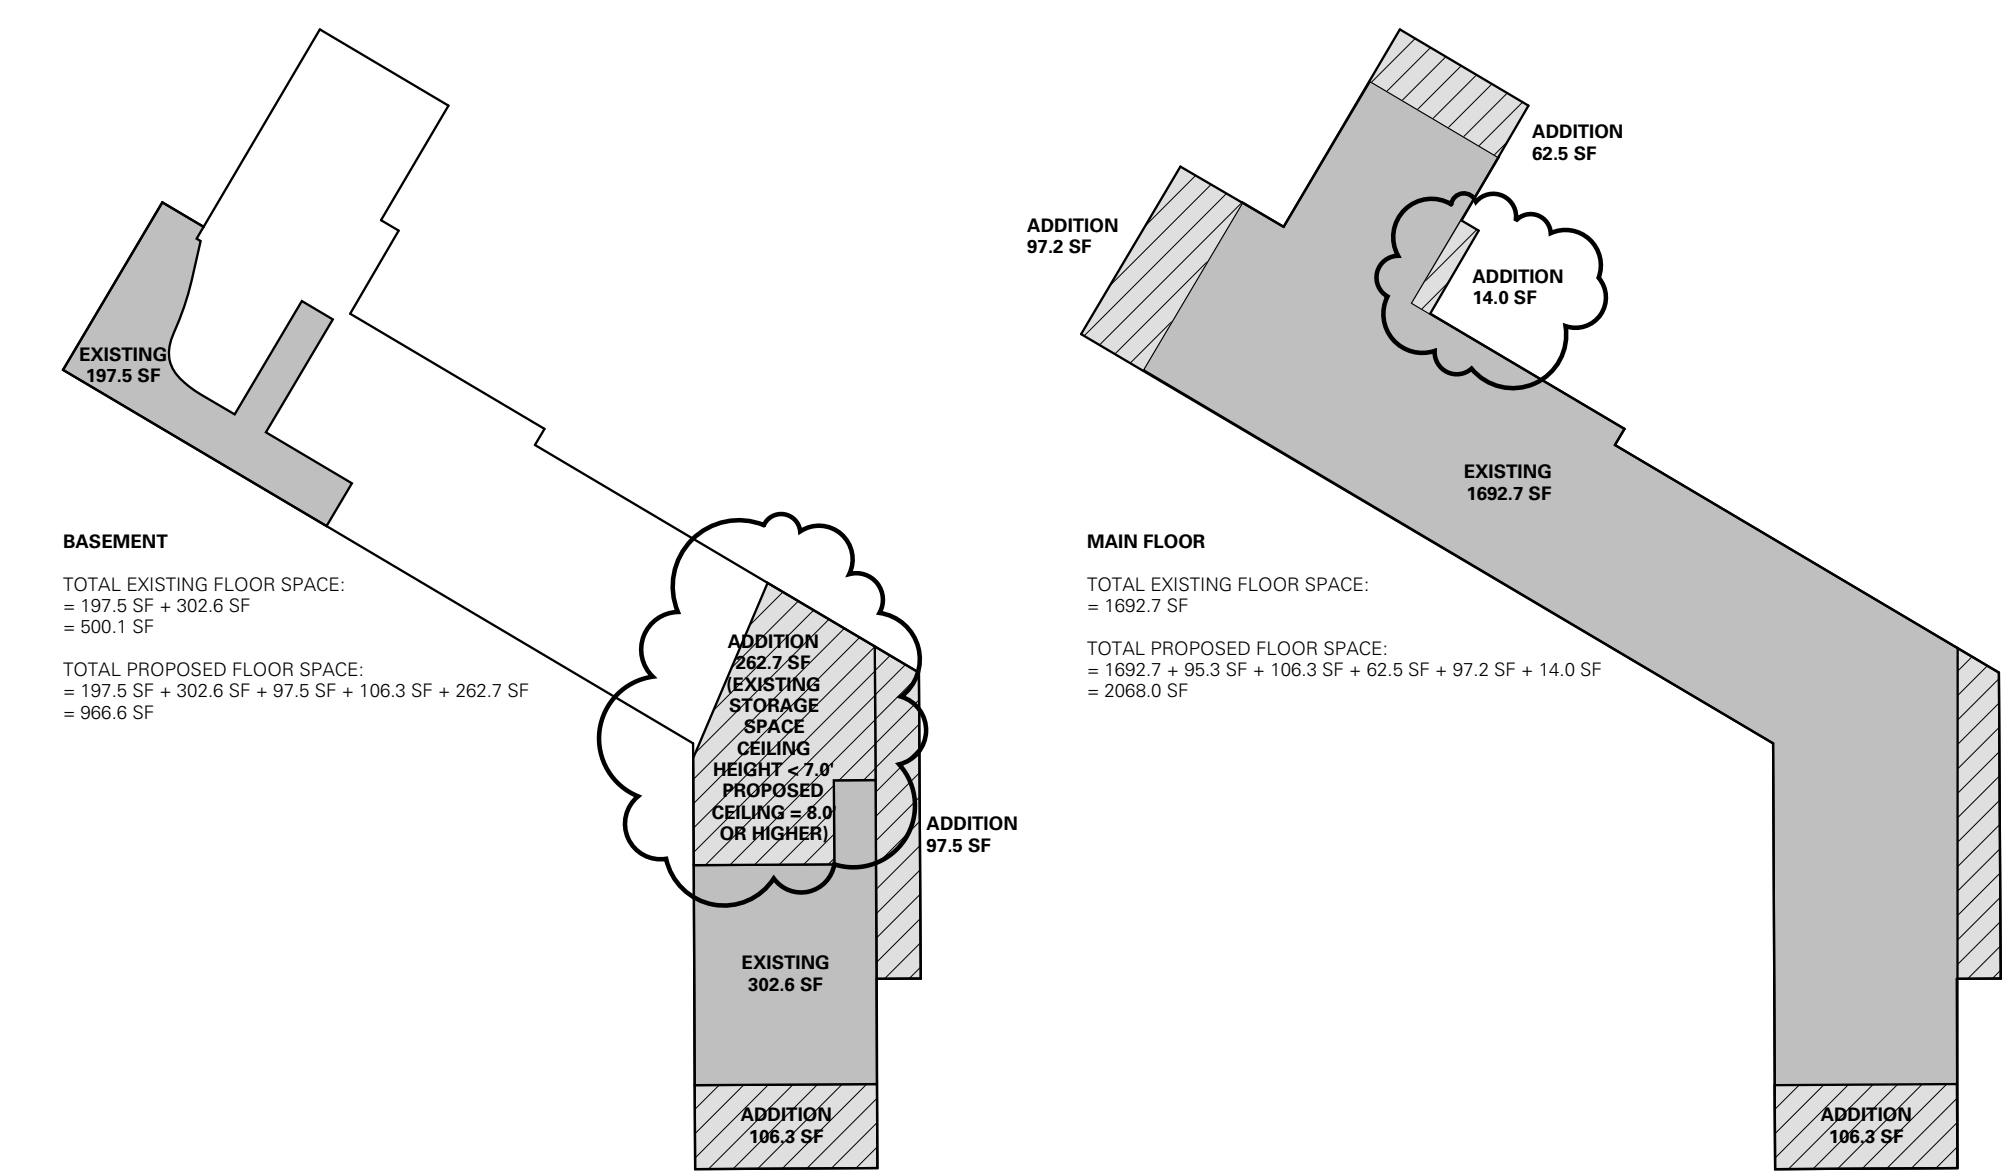 EXISTING
197.5 SF
BASEMENT
TOTAL EXISTING FLOOR SPACE:
= 197.5 SF + 302.6 SF
= 500.1 SF
TOTAL PROPOSED FLOOR SPACE:
= 197.5 SF + 302.6 SF + 97.5 SF + 106.3 SF + 262.7 SF
= 966.6 SF
ADDITION
262.7 SF
(EXISTING
STORAGE
SPACE
CEILING
HEIGHT < 7.0'
PROPOSED
CEILING = 8.0'
OR HIGHER)
ADDITION
97.5 SF
EXISTING
302.6 SF
ADDITION
106.3 SF
ADDITION
62.5 SF
ADDITION
97.2 SF
ADDITION
14.0 SF
EXISTING
1692.7 SF
MAIN FLOOR
TOTAL EXISTING FLOOR SPACE:
= 1692.7 SF
TOTAL PROPOSED FLOOR SPACE:
= 1692.7 + 95.3 SF + 106.3 SF + 62.5 SF + 97.2 SF + 14.0 SF
= 2068.0 SF
ADDITION
106.3 SF